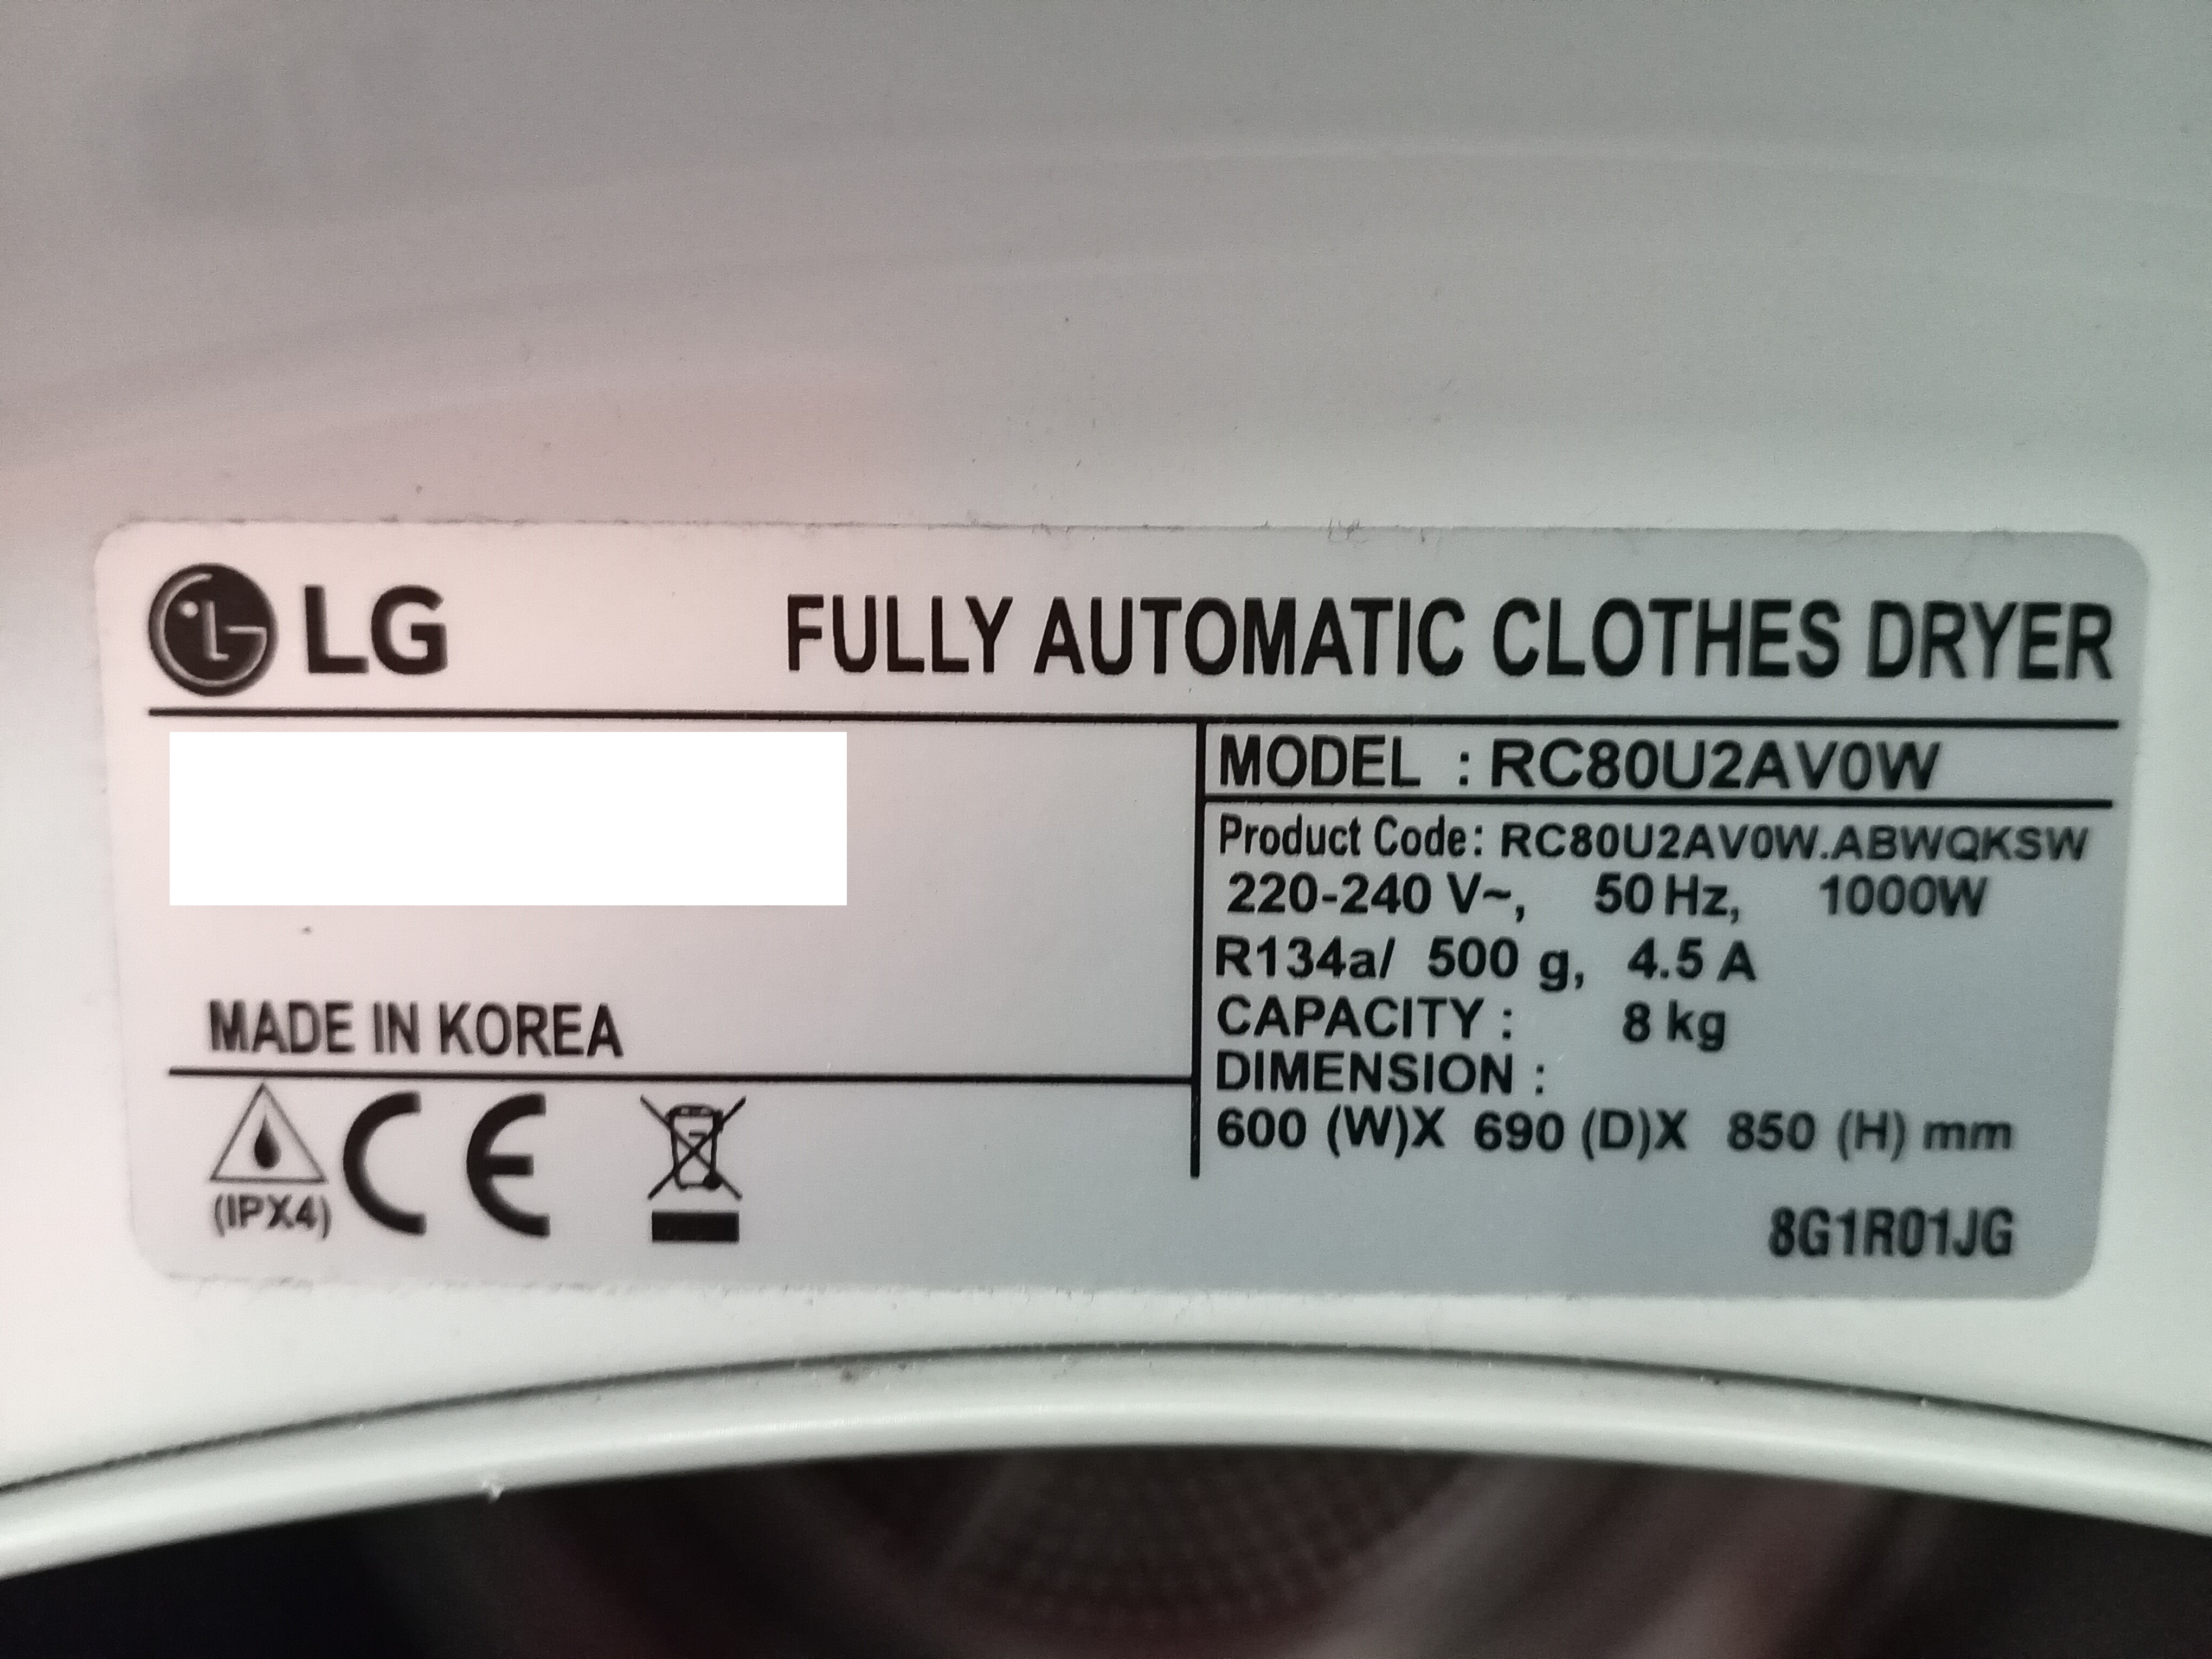 LG FULLY AUTOMATIC CLOTHES DRYER
MODEL : RC80U2AV0W
Product Code: RC80U2AV0W.ABWQKSW
220-240 V~, 50 Hz, 1000W
R134a/ 500 g, 4.5 A
CAPACITY : 8 kg
DIMENSION :
600 (W)X 690 (D)X 850 (H) mm
8G1R01JG
MADE IN KOREA
(IPX4) CE